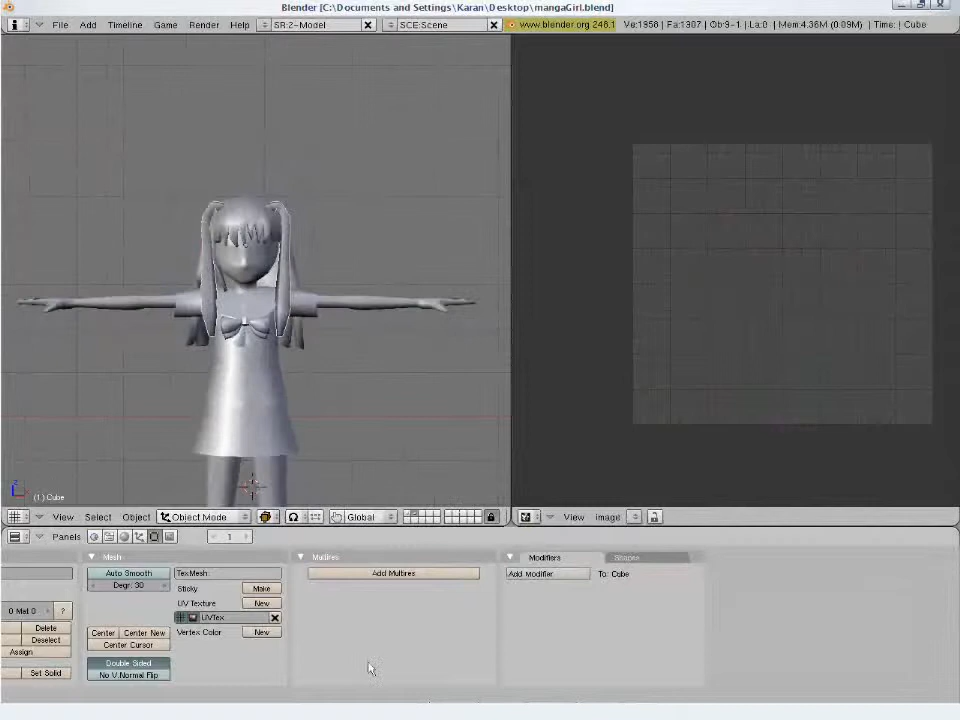 Blender [C:\Documents and Settings\Karan\Desktop\mangaGirl.blend]
File Add Timeline Game Render Help SR:2-Model SCE:Scene www.blender.org 248.1 Ve:1958 | Fa:1307 | Ob:9-1 | La:0 | Mem:4.36M (0.09M) | Time: | Cube
(1) Cube
View Select Object Object Mode Global View Image
Panels 1
Mesh Multires Modifiers Shapes
Auto Smooth TexMesh: Add Multires Add Modifier To: Cube
Degr: 30 Sticky Make
UV Texture New
0 Mat 0 ? UVTex
Delete Center Center New Vertex Color New
Deselect Center Cursor
Assign
Double Sided
Set Solid No V.Normal Flip